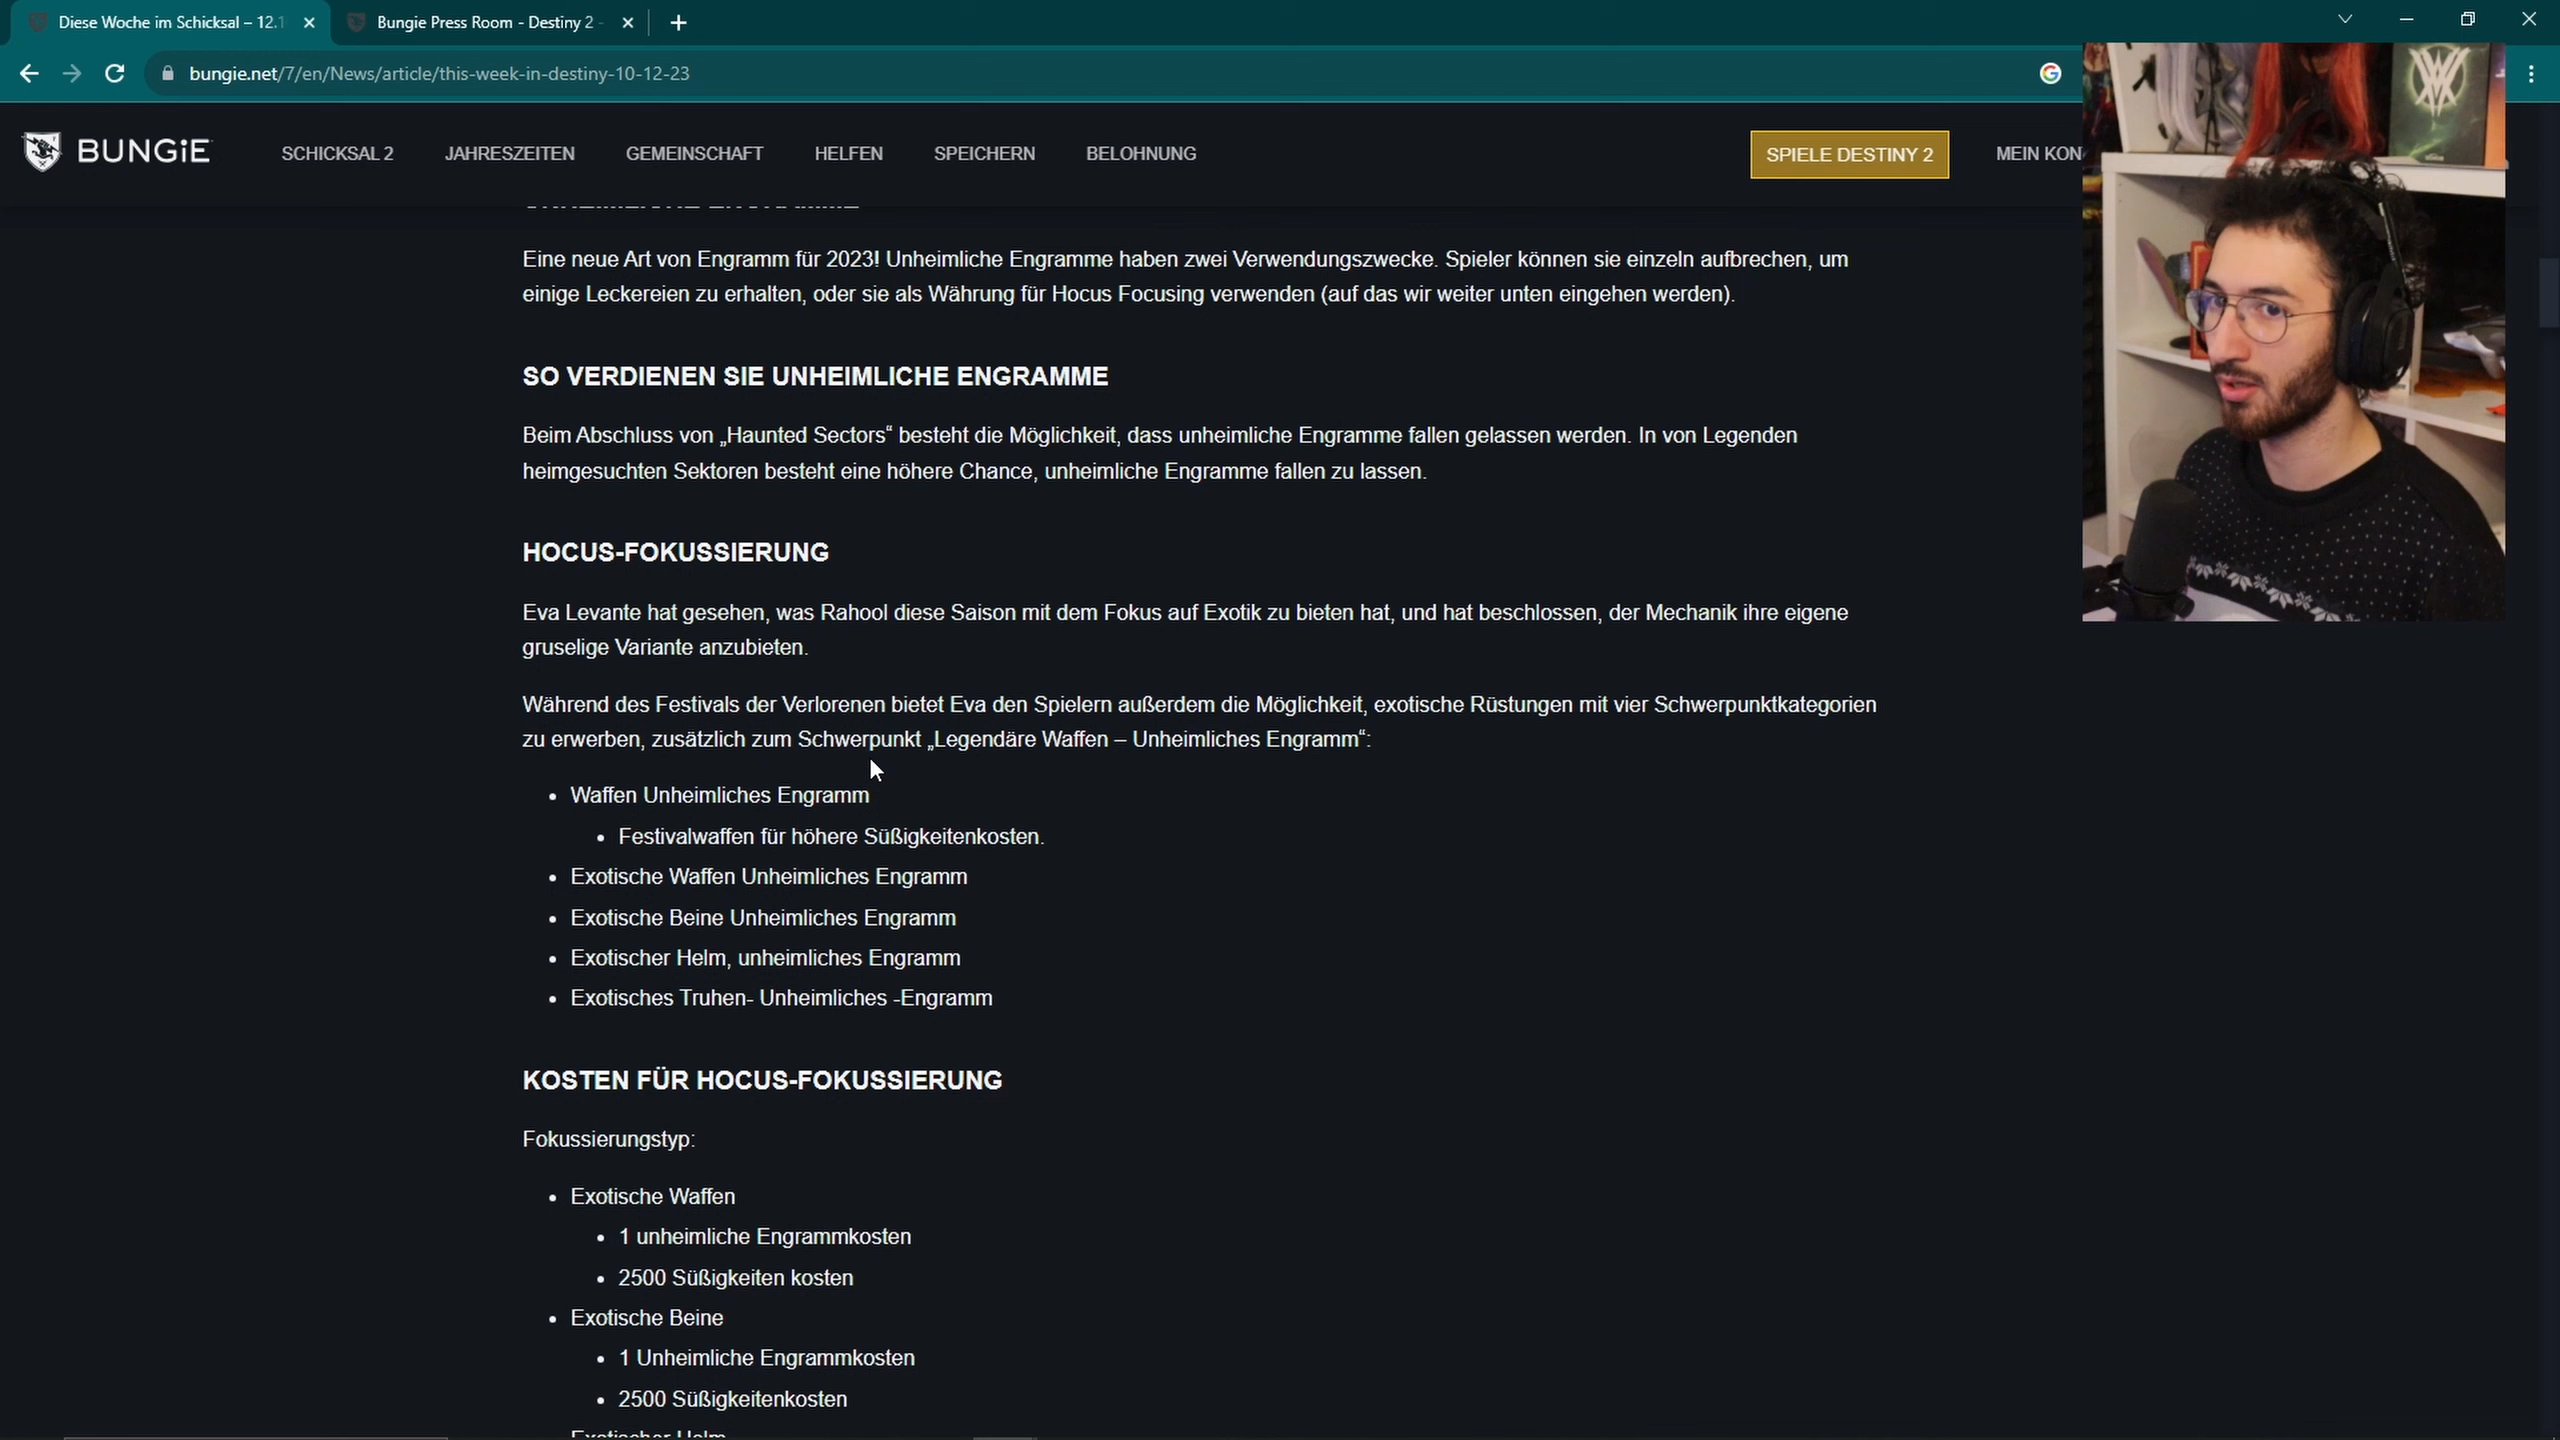 Diese Woche im Schicksal – 12.1
Bungie Press Room - Destiny 2 -
bungie.net/7/en/News/article/this-week-in-destiny-10-12-23
BUNGiE
SCHICKSAL 2
JAHRESZEITEN
GEMEINSCHAFT
HELFEN
SPEICHERN
BELOHNUNG
SPIELE DESTINY 2
MEIN KON
Eine neue Art von Engramm für 2023! Unheimliche Engramme haben zwei Verwendungszwecke. Spieler können sie einzeln aufbrechen, um
einige Leckereien zu erhalten, oder sie als Währung für Hocus Focusing verwenden (auf das wir weiter unten eingehen werden).
SO VERDIENEN SIE UNHEIMLICHE ENGRAMME
Beim Abschluss von „Haunted Sectors“ besteht die Möglichkeit, dass unheimliche Engramme fallen gelassen werden. In von Legenden
heimgesuchten Sektoren besteht eine höhere Chance, unheimliche Engramme fallen zu lassen.
HOCUS-FOKUSSIERUNG
Eva Levante hat gesehen, was Rahool diese Saison mit dem Fokus auf Exotik zu bieten hat, und hat beschlossen, der Mechanik ihre eigene
gruselige Variante anzubieten.
Während des Festivals der Verlorenen bietet Eva den Spielern außerdem die Möglichkeit, exotische Rüstungen mit vier Schwerpunktkategorien
zu erwerben, zusätzlich zum Schwerpunkt „Legendäre Waffen – Unheimliches Engramm“:
• Waffen Unheimliches Engramm
• Festivalwaffen für höhere Süßigkeitenkosten.
• Exotische Waffen Unheimliches Engramm
• Exotische Beine Unheimliches Engramm
• Exotischer Helm, unheimliches Engramm
• Exotisches Truhen- Unheimliches -Engramm
KOSTEN FÜR HOCUS-FOKUSSIERUNG
Fokussierungstyp:
• Exotische Waffen
• 1 unheimliche Engrammkosten
• 2500 Süßigkeiten kosten
• Exotische Beine
• 1 Unheimliche Engrammkosten
• 2500 Süßigkeitenkosten